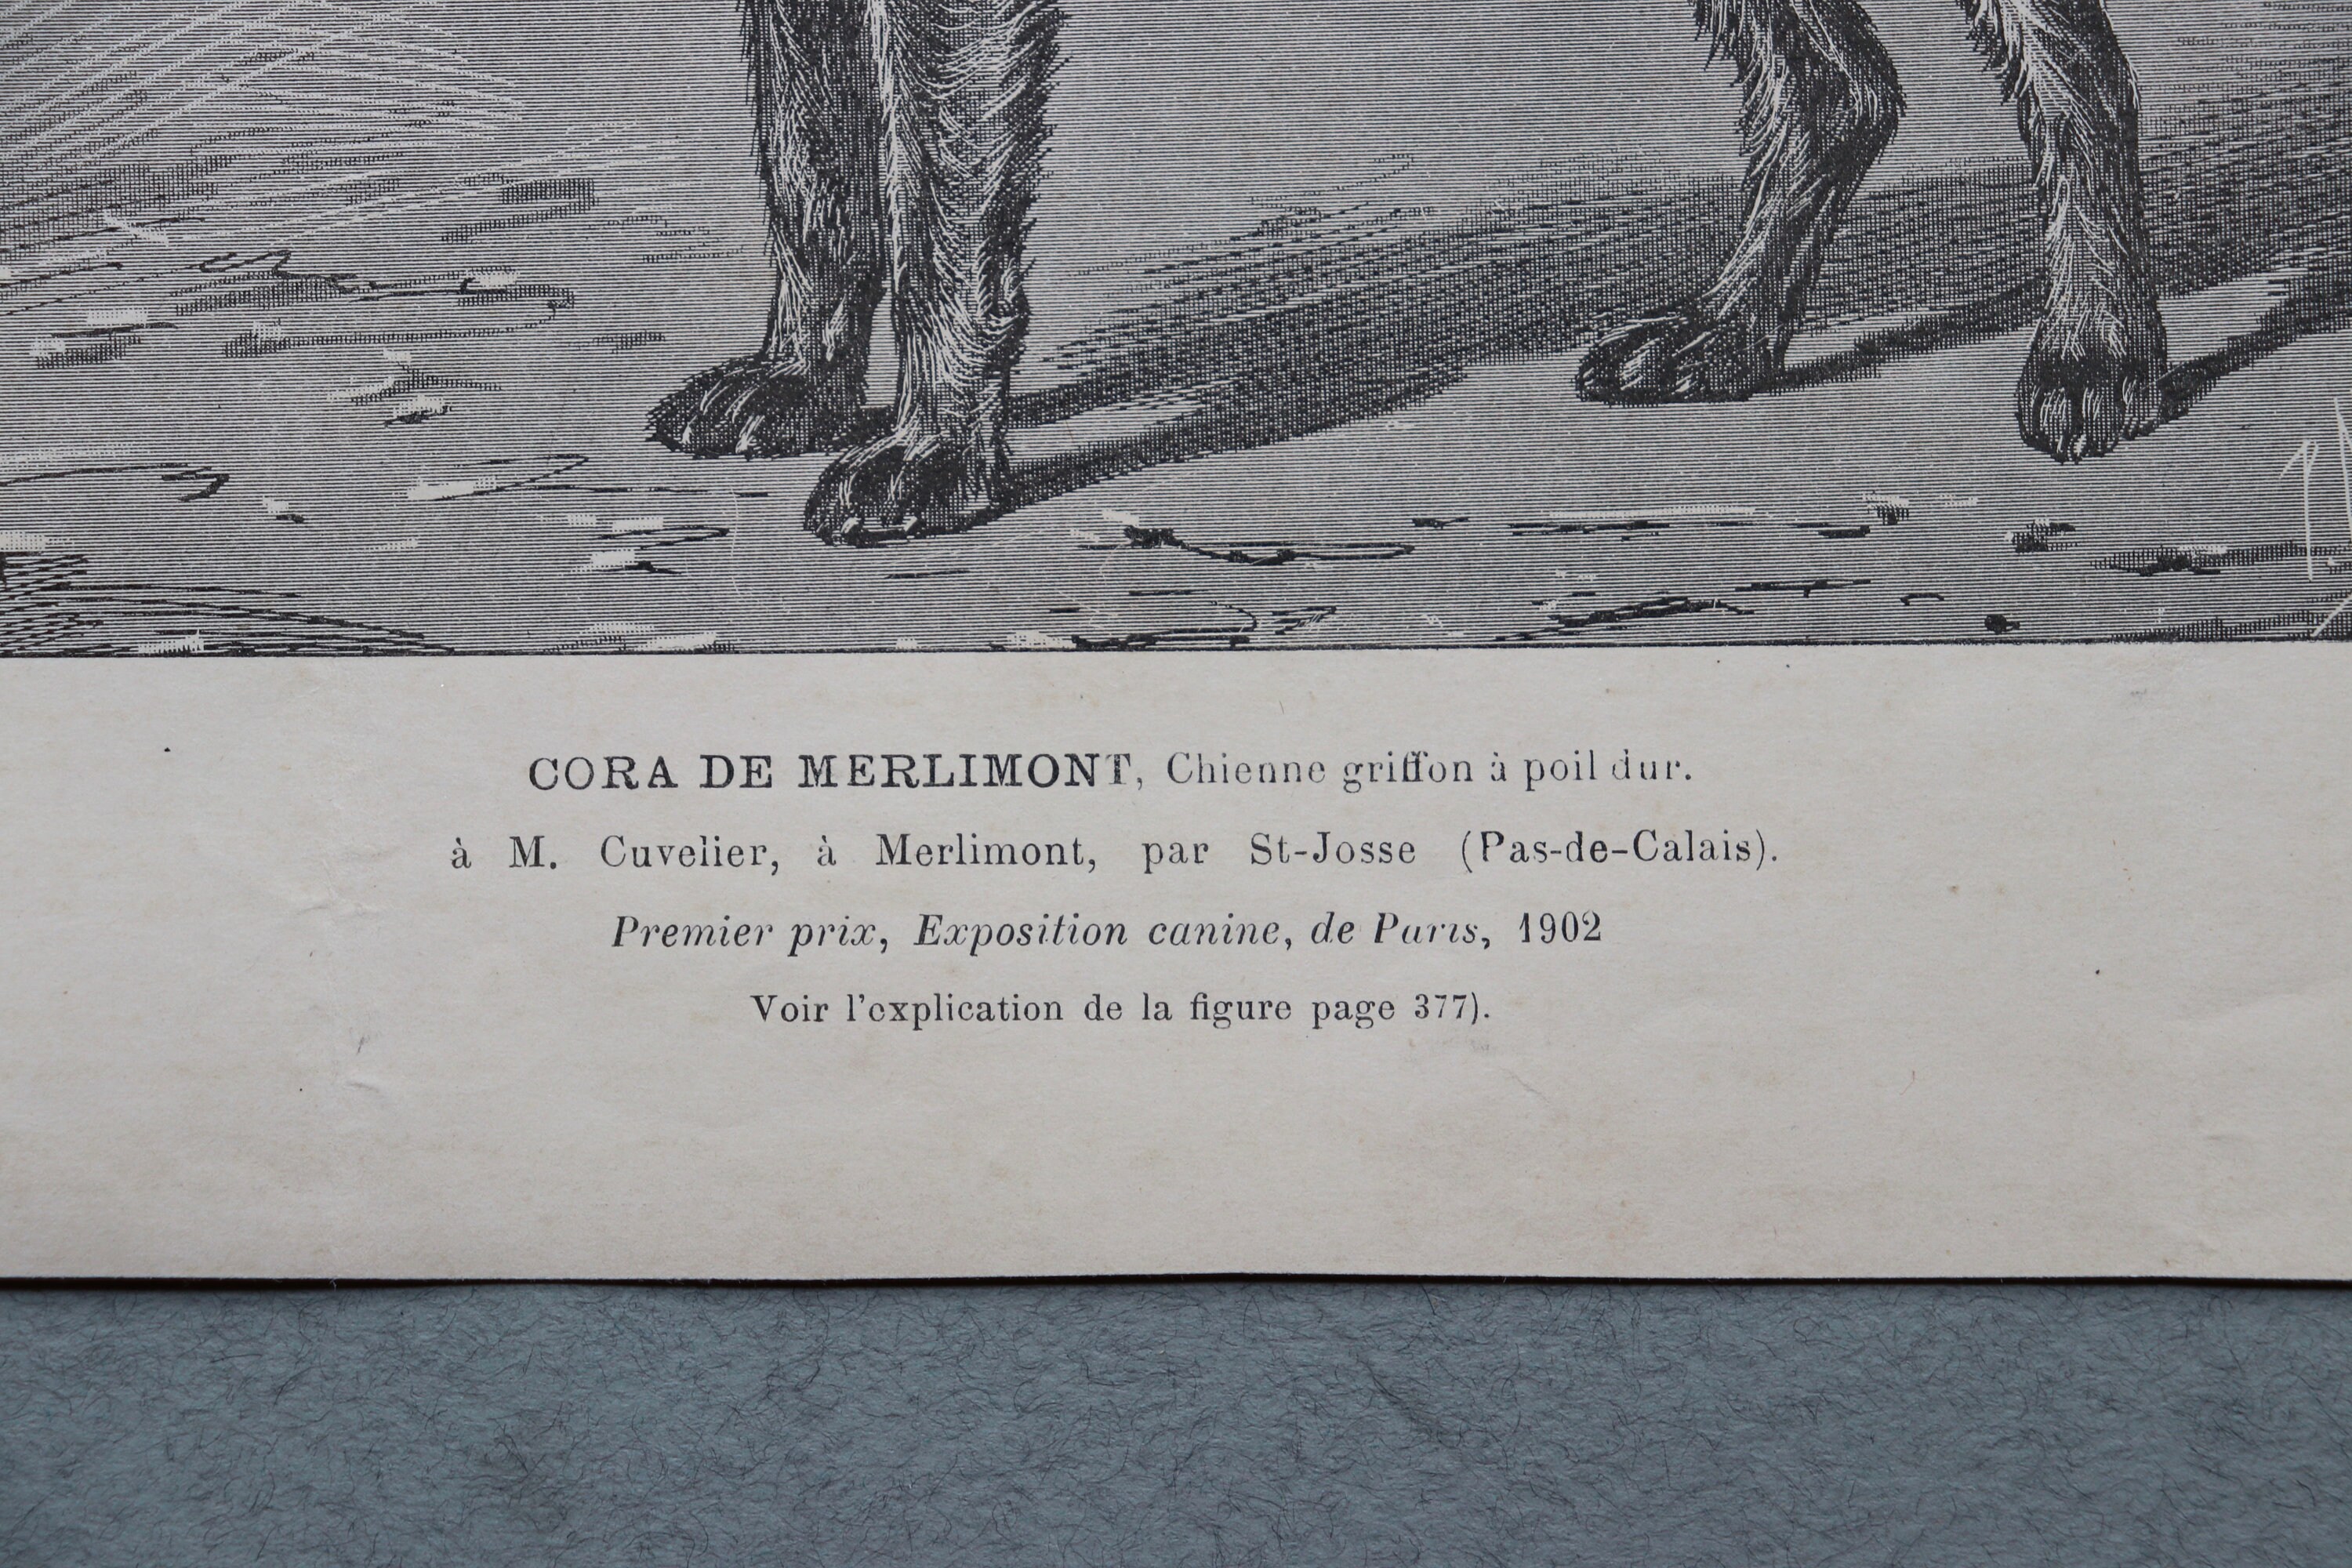 CORA DE MERLIMONT, Chienne griffon à poil dur.
à M. Cuvelier, à Merlimont, par St-Josse (Pas-de-Calais).
Premier prix, Exposition canine, de Paris, 1902
Voir l'explication de la figure page 377).